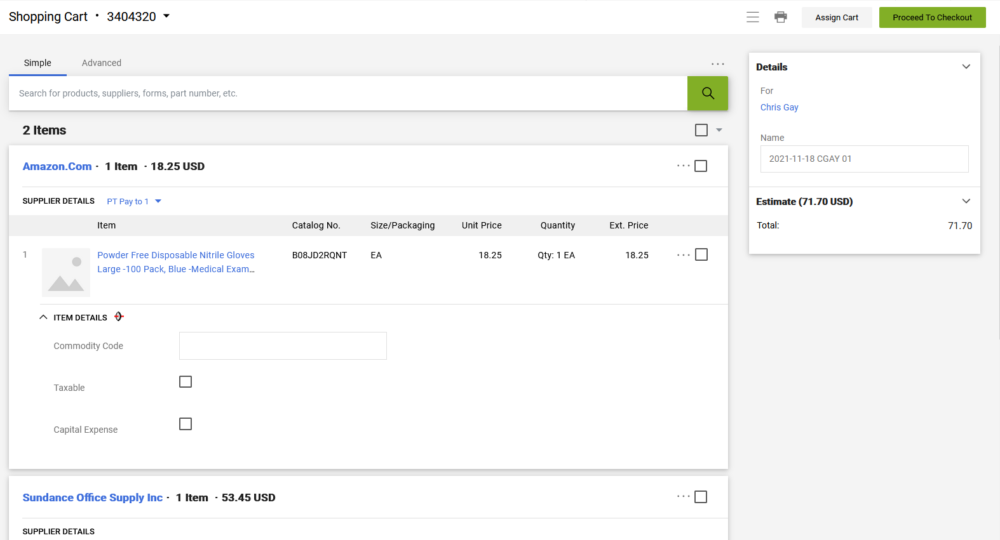 Shopping Cart • 3404320
Assign Cart
Proceed To Checkout
Simple
Advanced
Search for products, suppliers, forms, part number, etc.
2 Items
Amazon.Com · 1 Item · 18.25 USD
SUPPLIER DETAILS PT Pay to 1
Item Catalog No. Size/Packaging Unit Price Quantity Ext. Price
1 Powder Free Disposable Nitrile Gloves B08JD2RQNT EA 18.25 Qty: 1 EA 18.25
Large -100 Pack, Blue -Medical Exam...
ITEM DETAILS
Commodity Code
Taxable
Capital Expense
Sundance Office Supply Inc · 1 Item · 53.45 USD
SUPPLIER DETAILS
Details
For
Chris Gay
Name
2021-11-18 CGAY 01
Estimate (71.70 USD)
Total: 71.70